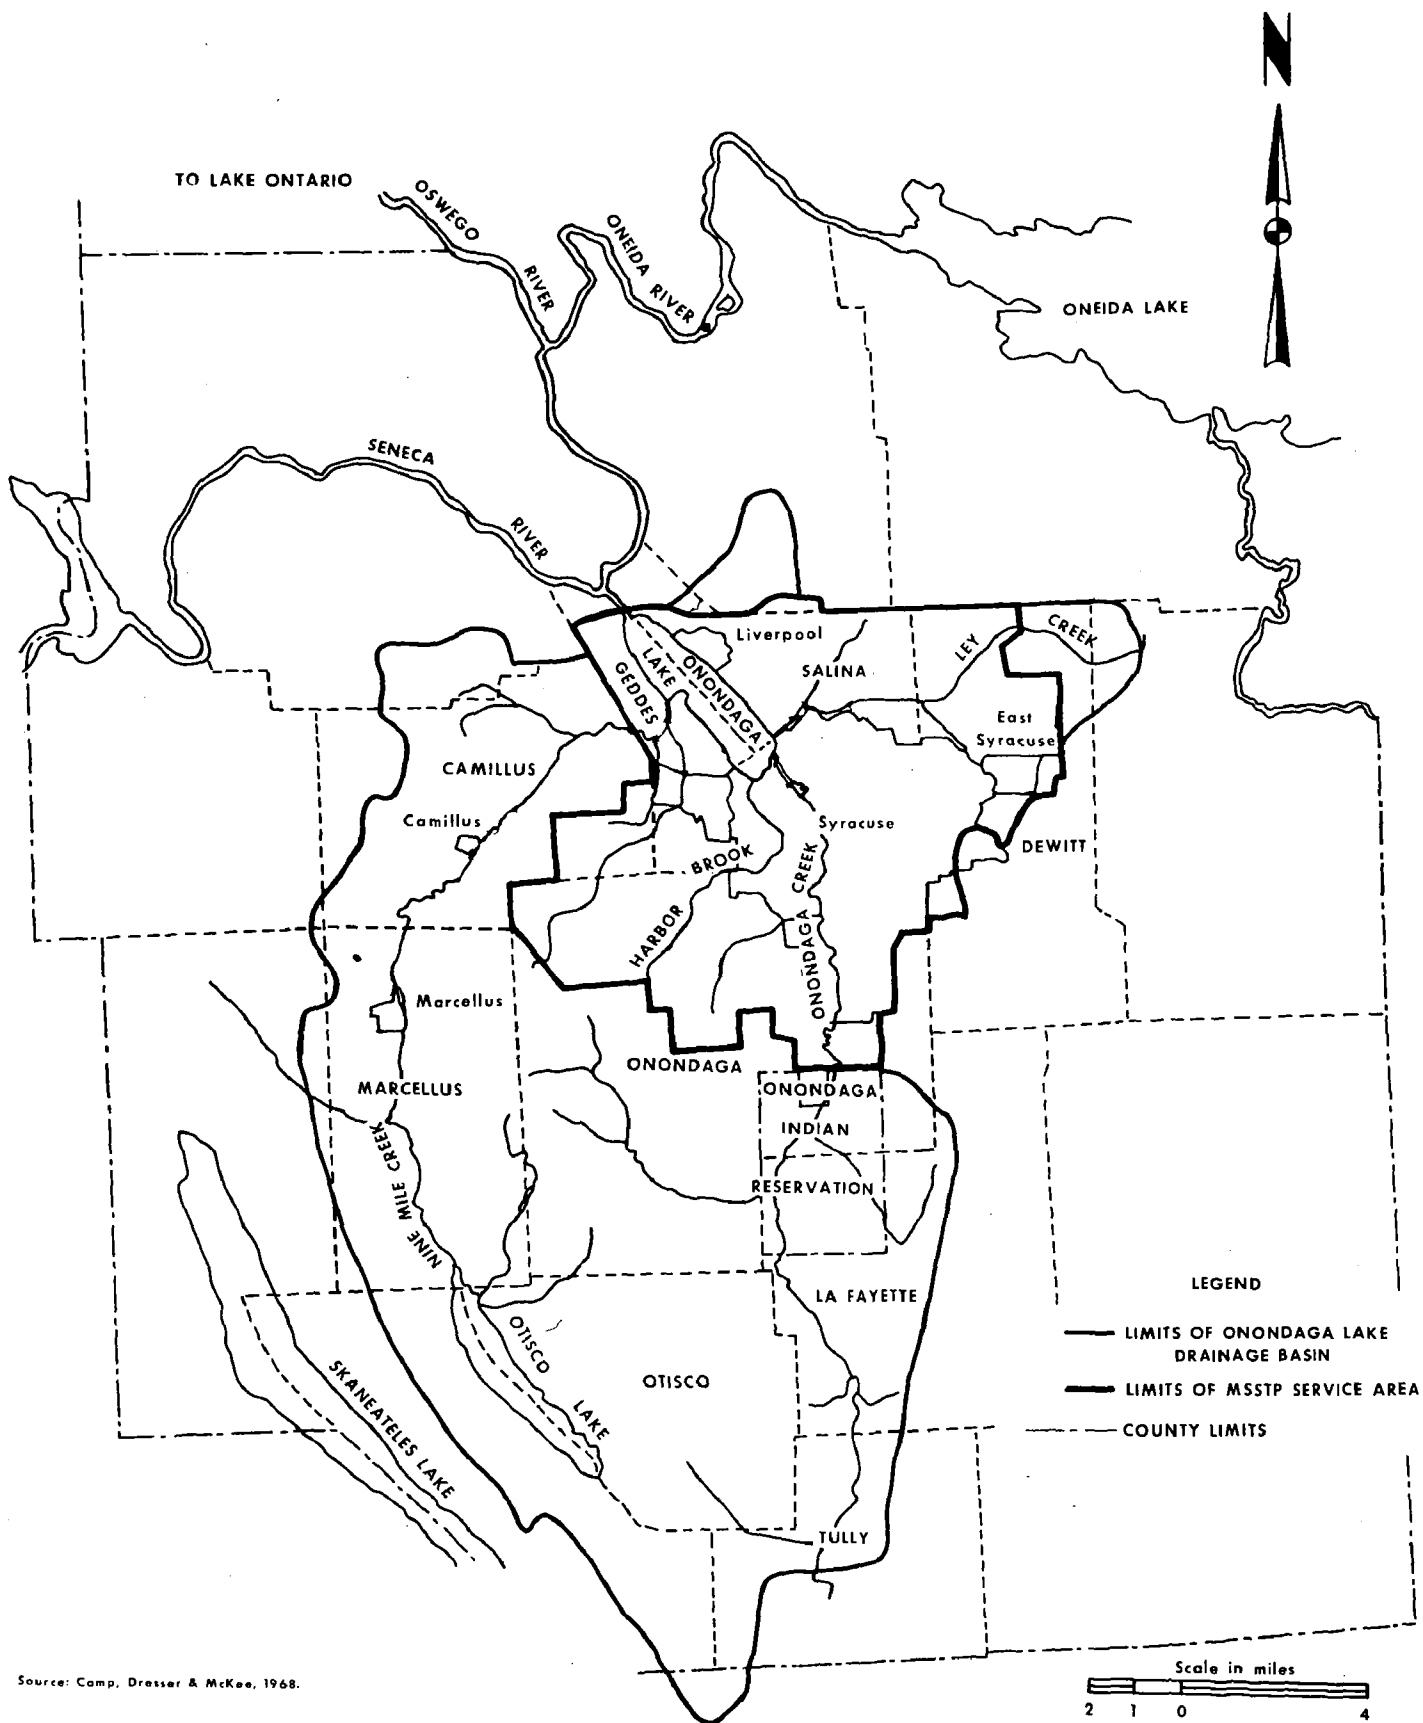 N
TO LAKE ONTARIO
OSWEGO
RIVER
ONEIDA
RIVER
ONEIDA LAKE
SENECA
RIVER
Liverpool
LEY
CREEK
SALINA
ONONDAGA
LAKE
GEDDES
East
Syracuse
CAMILLUS
Camillus
Syracuse
DEWITT
BROOK
HARBOR
ONONDAGA CREEK
Marcellus
MARCELLUS
ONONDAGA
ONONDAGA
INDIAN
RESERVATION
NINE MILE CREEK
LA FAYETTE
OTISCO
LAKE
OTISCO
SKANEATELES LAKE
TULLY
LEGEND
LIMITS OF ONONDAGA LAKE
DRAINAGE BASIN
LIMITS OF MSSTP SERVICE AREA
COUNTY LIMITS
Source: Camp, Dresser & McKee, 1968.
Scale in miles
2 1 0 4